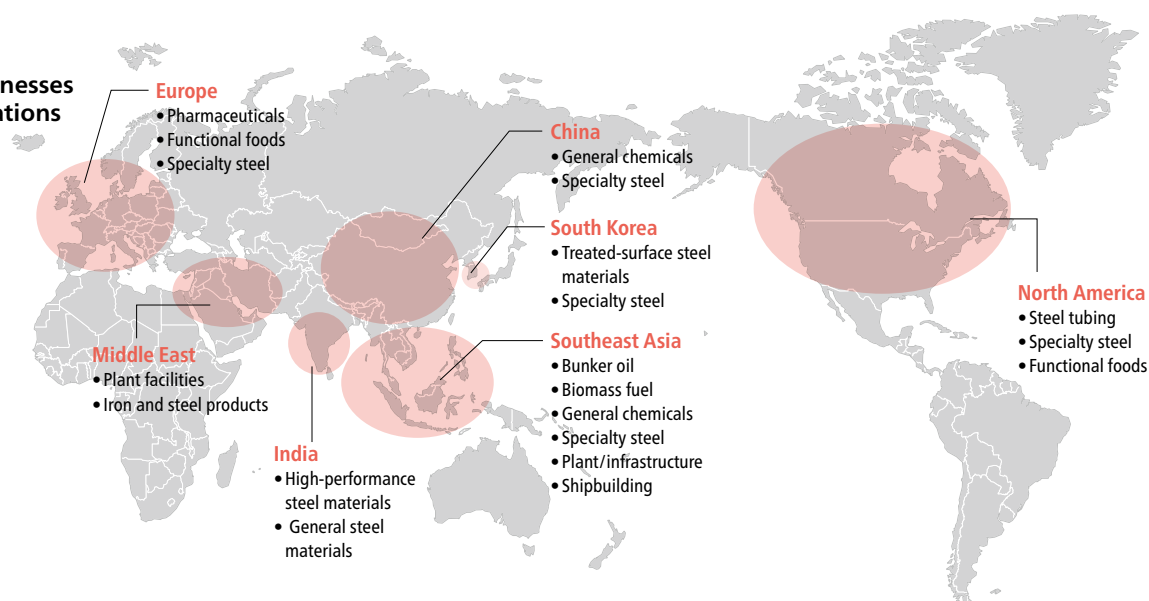 nesses
ations
Europe
• Pharmaceuticals
• Functional foods
• Specialty steel
China
• General chemicals
• Specialty steel
South Korea
• Treated-surface steel
materials
• Specialty steel
North America
• Steel tubing
• Specialty steel
• Functional foods
Southeast Asia
• Bunker oil
• Biomass fuel
• General chemicals
• Specialty steel
• Plant/infrastructure
• Shipbuilding
Middle East
• Plant facilities
• Iron and steel products
India
• High-performance
steel materials
• General steel
materials